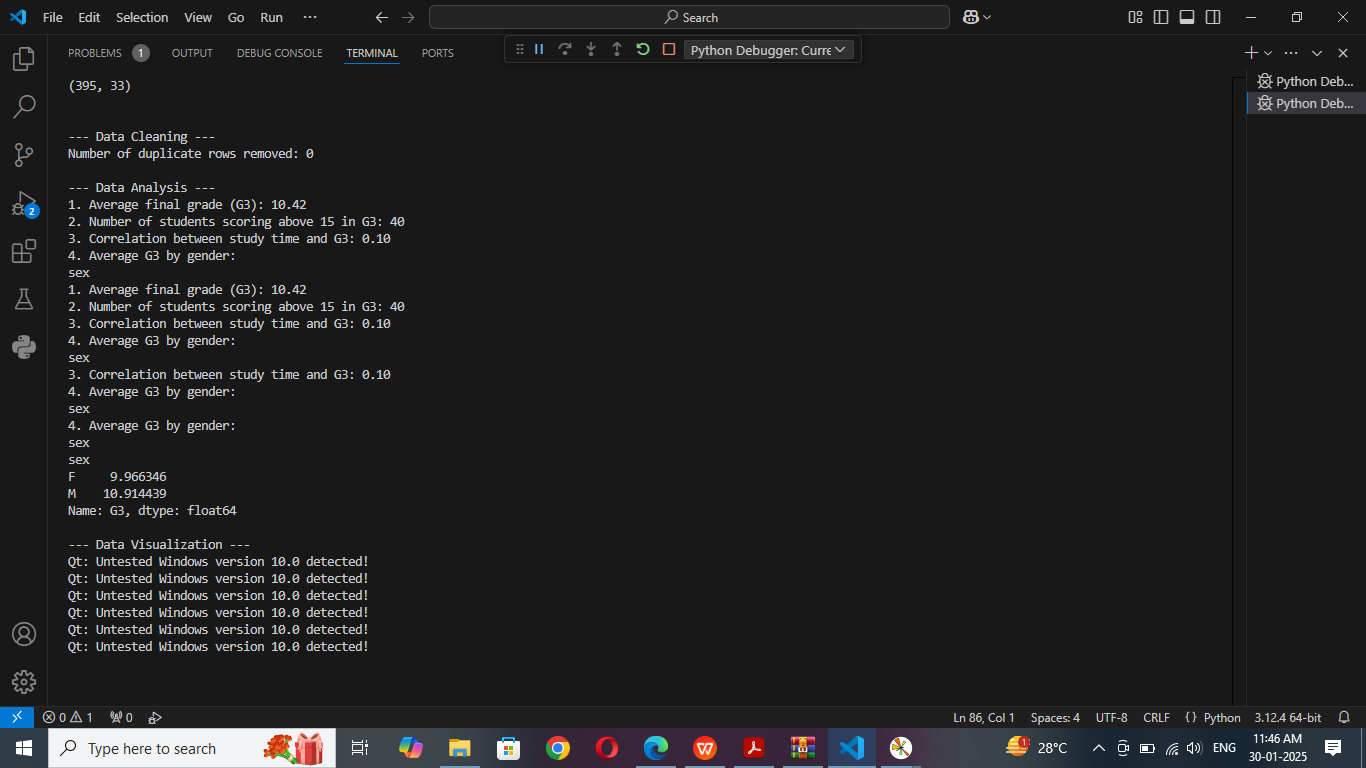 File Edit Selection View Go Run ··· Search
PROBLEMS 1 OUTPUT DEBUG CONSOLE TERMINAL PORTS
Python Debugger: Curre
Python Deb...
Python Deb...
2
(395, 33)
--- Data Cleaning ---
Number of duplicate rows removed: 0
--- Data Analysis ---
1. Average final grade (G3): 10.42
2. Number of students scoring above 15 in G3: 40
3. Correlation between study time and G3: 0.10
4. Average G3 by gender:
sex
1. Average final grade (G3): 10.42
2. Number of students scoring above 15 in G3: 40
3. Correlation between study time and G3: 0.10
4. Average G3 by gender:
sex
3. Correlation between study time and G3: 0.10
4. Average G3 by gender:
sex
4. Average G3 by gender:
sex
sex
F 9.966346
M 10.914439
Name: G3, dtype: float64
--- Data Visualization ---
Qt: Untested Windows version 10.0 detected!
Qt: Untested Windows version 10.0 detected!
Qt: Untested Windows version 10.0 detected!
Qt: Untested Windows version 10.0 detected!
Qt: Untested Windows version 10.0 detected!
Qt: Untested Windows version 10.0 detected!
0 1 0 Ln 86, Col 1 Spaces: 4 UTF-8 CRLF {} Python 3.12.4 64-bit
Type here to search
1 28°C ENG 11:46 AM
30-01-2025